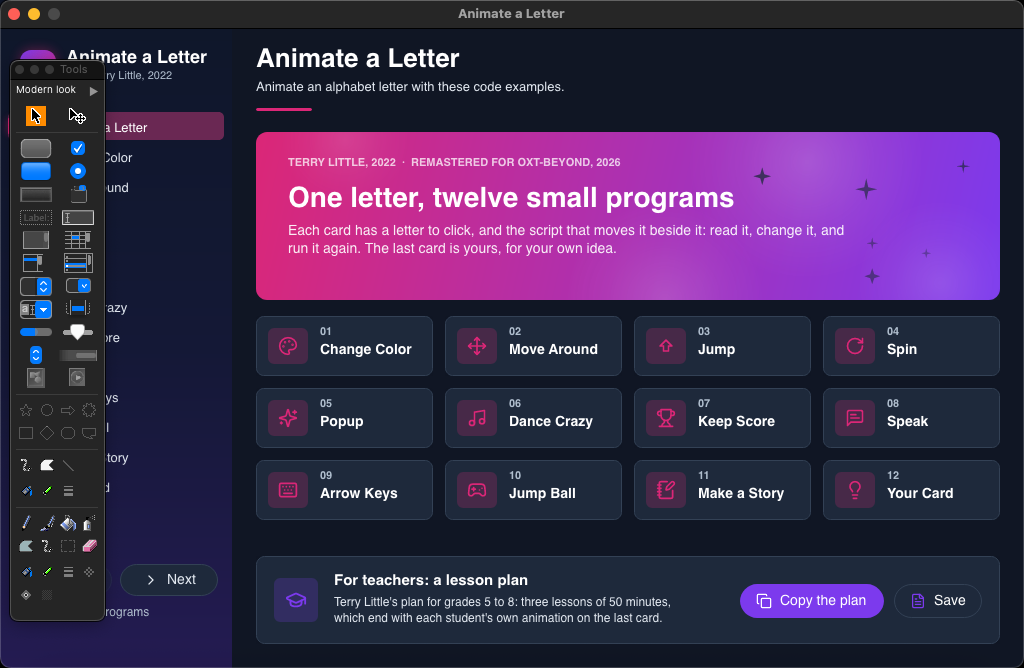 Animate a Letter
Animate a Letter
ry Little, 2022
Tools
Modern look
Label:
a Letter
Color
ound
azy
ore
ys
l
tory
d
Next
rograms
Animate a Letter
Animate an alphabet letter with these code examples.
TERRY LITTLE, 2022 · REMASTERED FOR OXT-BEYOND, 2026
One letter, twelve small programs
Each card has a letter to click, and the script that moves it beside it: read it, change it, and
run it again. The last card is yours, for your own idea.
01
Change Color
02
Move Around
03
Jump
04
Spin
05
Popup
06
Dance Crazy
07
Keep Score
08
Speak
09
Arrow Keys
10
Jump Ball
11
Make a Story
12
Your Card
For teachers: a lesson plan
Terry Little's plan for grades 5 to 8: three lessons of 50 minutes,
which end with each student's own animation on the last card.
Copy the plan
Save